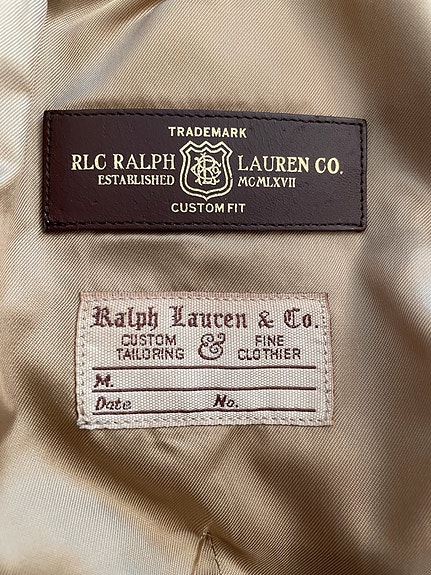 TRADEMARK
RLC RALPH LAUREN CO.
ESTABLISHED MCMLXVII
CUSTOM FIT
Ralph Lauren & Co.
CUSTOM TAILORING & FINE CLOTHIER
M.
Date No.